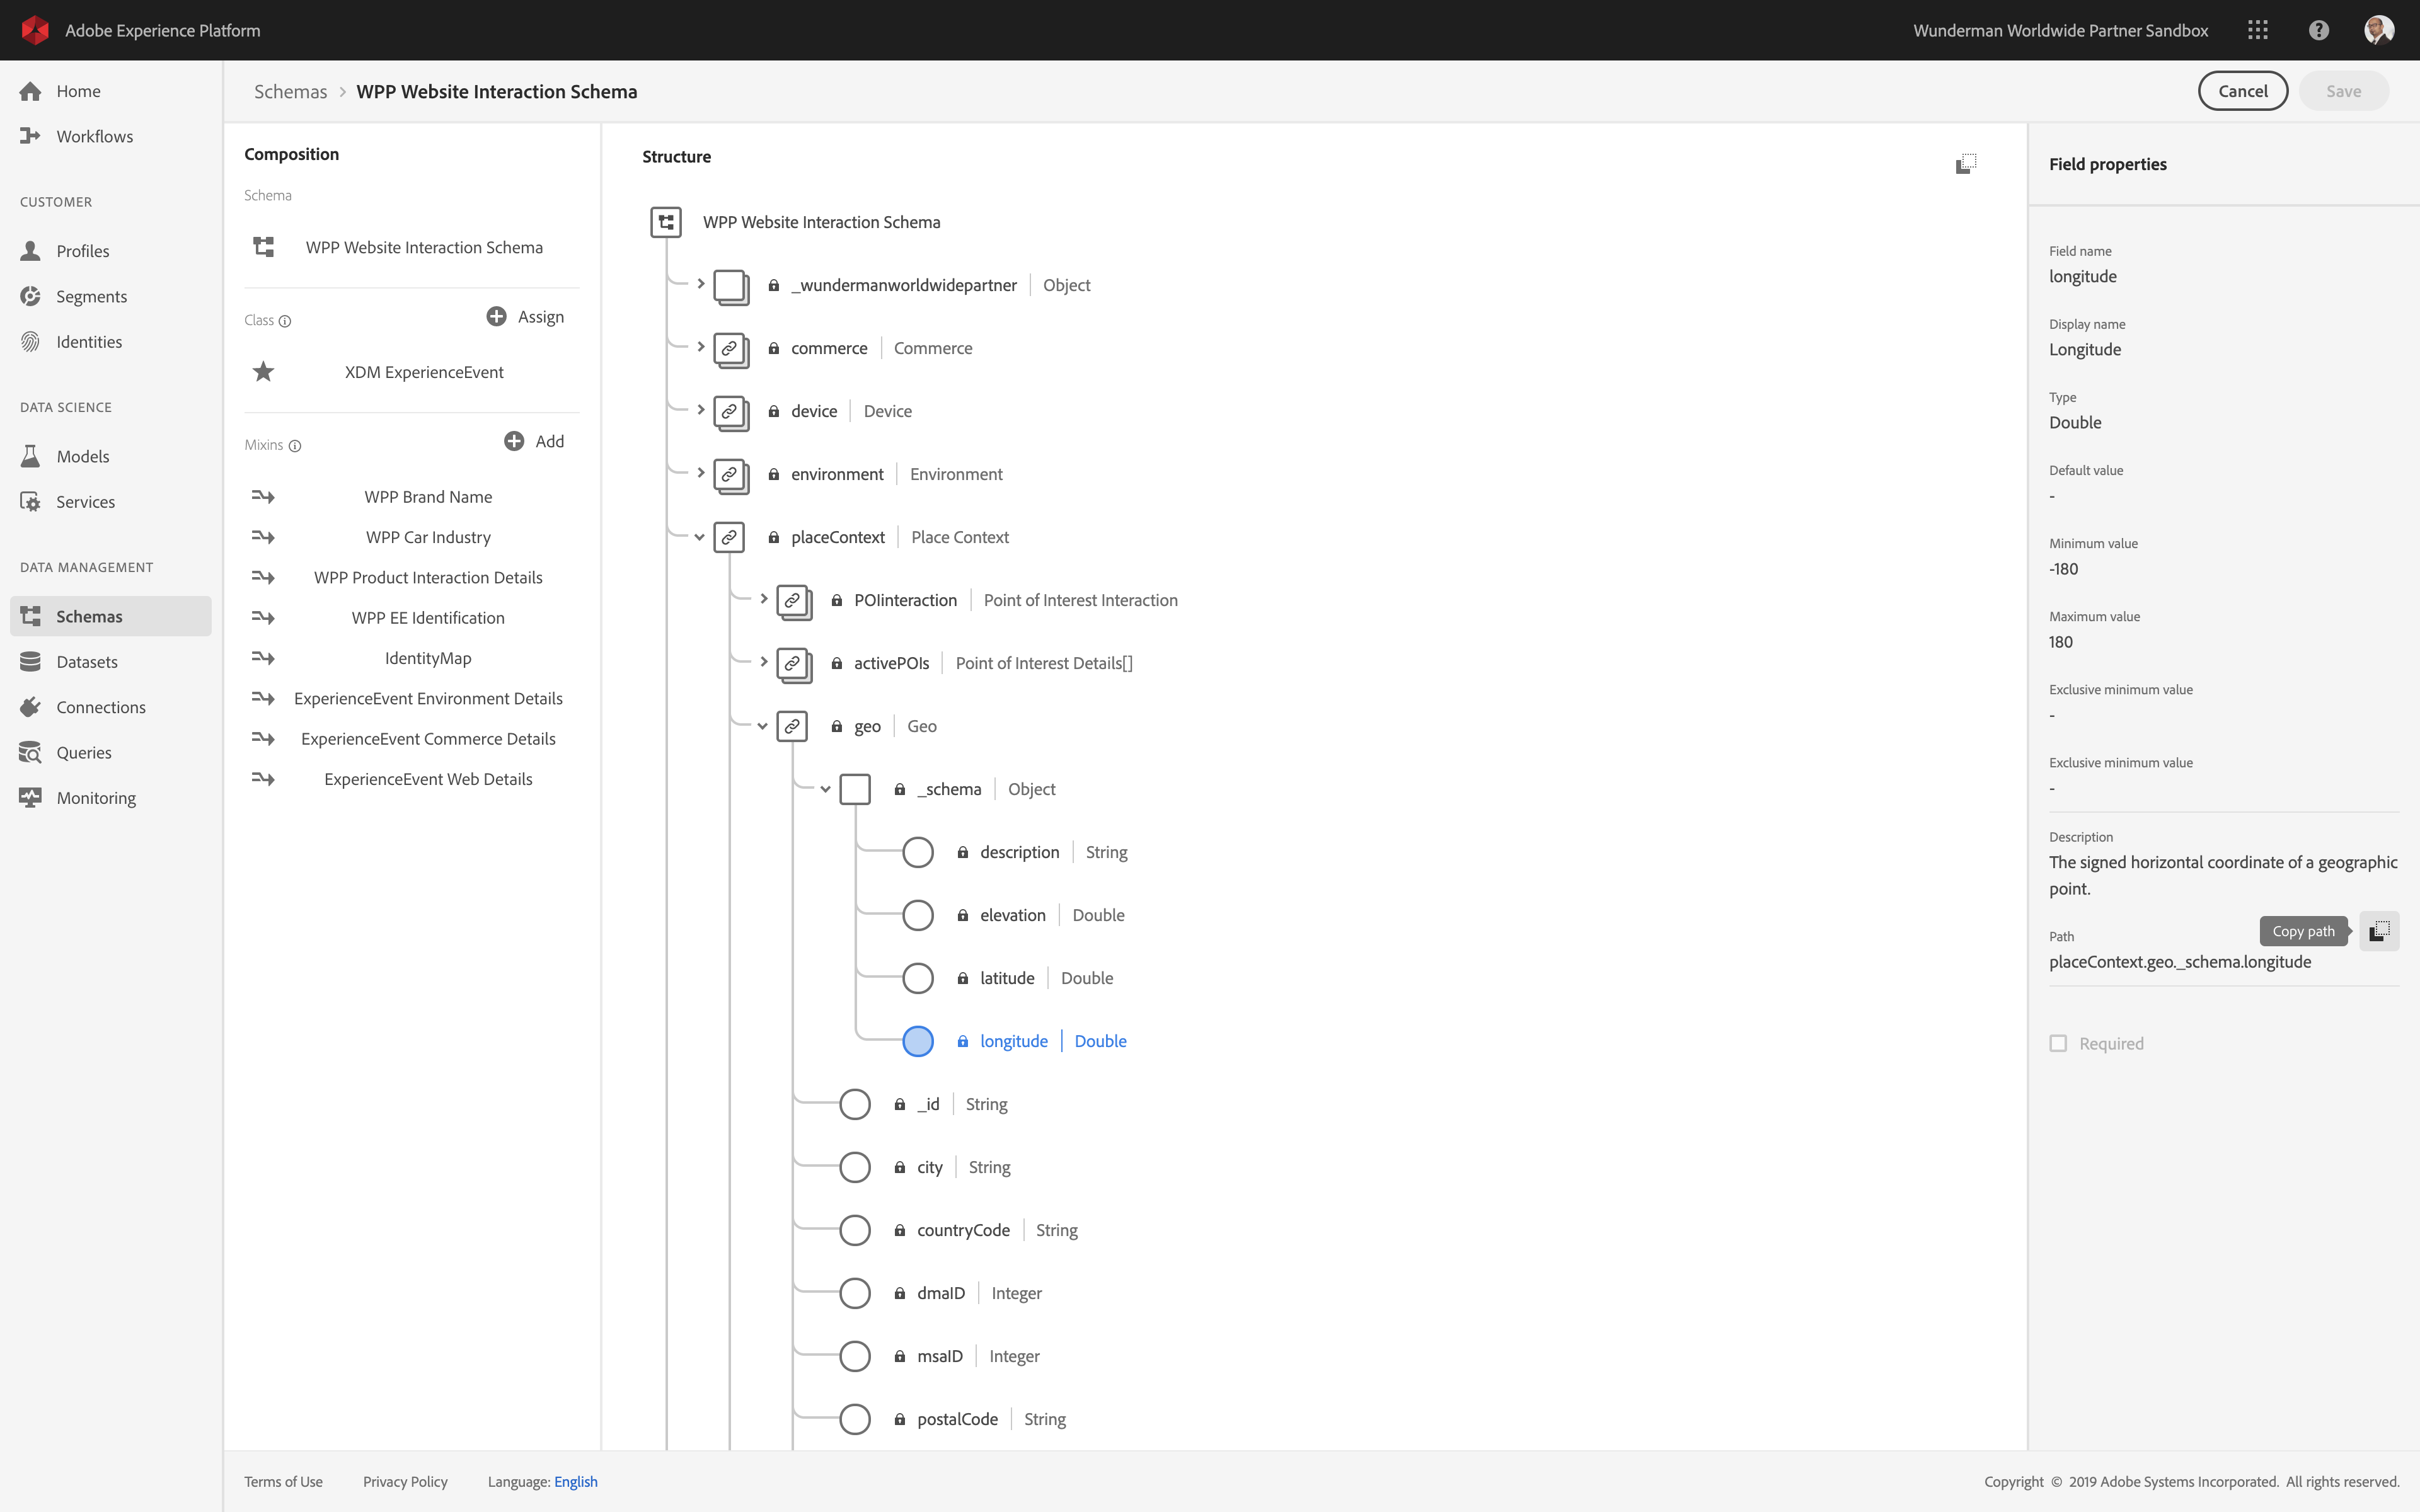 Adobe Experience Platform
Wunderman Worldwide Partner Sandbox
Home
Workflows
CUSTOMER
Profiles
Segments
Identities
DATA SCIENCE
Models
Services
DATA MANAGEMENT
Schemas
Datasets
Connections
Queries
Monitoring
Schemas > WPP Website Interaction Schema
Cancel
Save
Composition
Schema
WPP Website Interaction Schema
Class
Assign
XDM ExperienceEvent
Mixins
Add
WPP Brand Name
WPP Car Industry
WPP Product Interaction Details
WPP EE Identification
IdentityMap
ExperienceEvent Environment Details
ExperienceEvent Commerce Details
ExperienceEvent Web Details
Structure
WPP Website Interaction Schema
_wundermanworldwidepartner | Object
commerce | Commerce
device | Device
environment | Environment
placeContext | Place Context
POIinteraction | Point of Interest Interaction
activePOIs | Point of Interest Details[]
geo | Geo
_schema | Object
description | String
elevation | Double
latitude | Double
longitude | Double
_id | String
city | String
countryCode | String
dmaID | Integer
msaID | Integer
postalCode | String
Field properties
Field name
longitude
Display name
Longitude
Type
Double
Default value
-
Minimum value
-180
Maximum value
180
Exclusive minimum value
-
Exclusive minimum value
-
Description
The signed horizontal coordinate of a geographic
point.
Path
Copy path
placeContext.geo._schema.longitude
Required
Terms of Use
Privacy Policy
Language: English
Copyright © 2019 Adobe Systems Incorporated. All rights reserved.